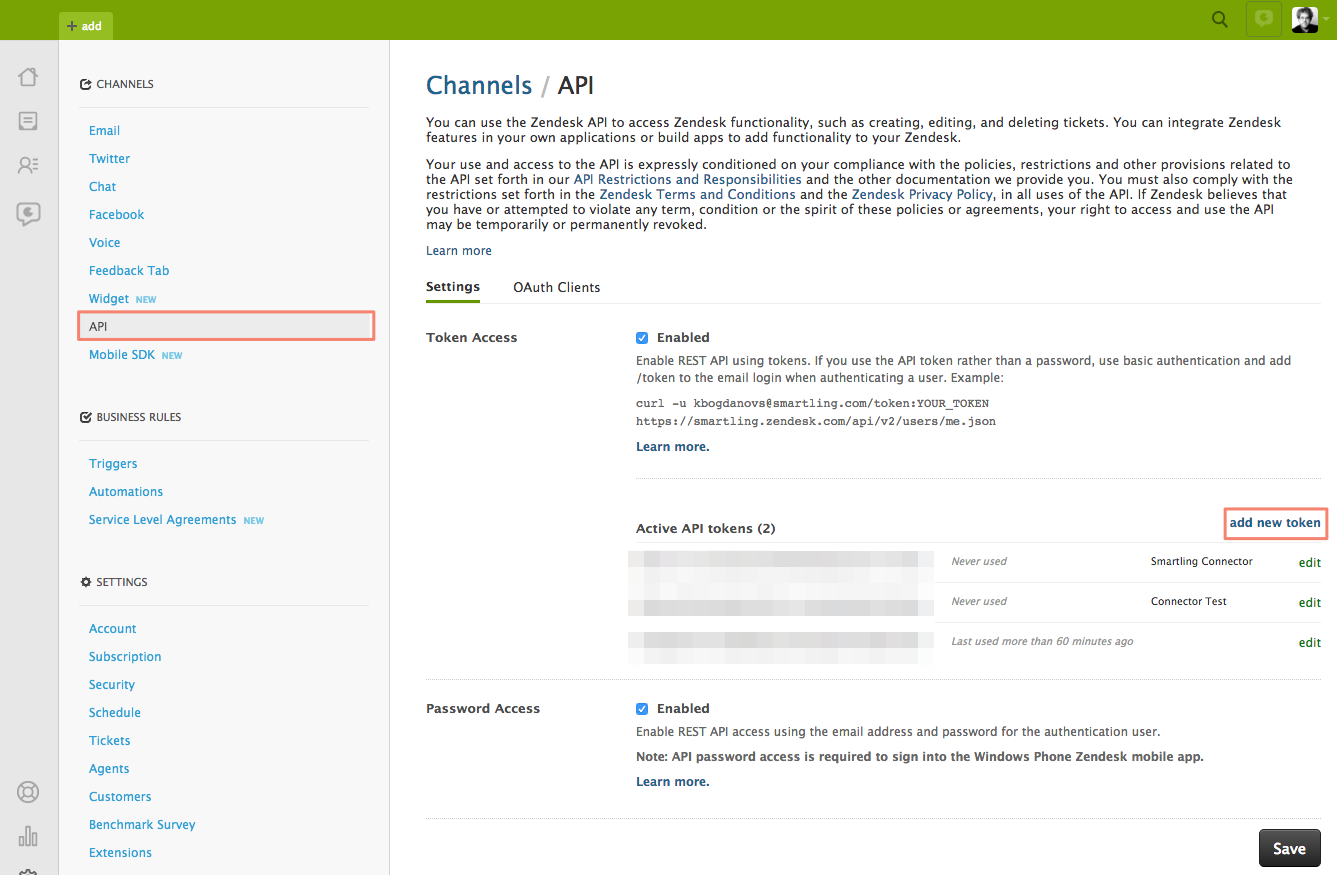 + add
CHANNELS
Email
Twitter
Chat
Facebook
Voice
Feedback Tab
Widget NEW
API
Mobile SDK NEW
BUSINESS RULES
Triggers
Automations
Service Level Agreements NEW
SETTINGS
Account
Subscription
Security
Schedule
Tickets
Agents
Customers
Benchmark Survey
Extensions
Channels / API
You can use the Zendesk API to access Zendesk functionality, such as creating, editing, and deleting tickets. You can integrate Zendesk
features in your own applications or build apps to add functionality to your Zendesk.
Your use and access to the API is expressly conditioned on your compliance with the policies, restrictions and other provisions related to
the API set forth in our API Restrictions and Responsibilities and the other documentation we provide you. You must also comply with the
restrictions set forth in the Zendesk Terms and Conditions and the Zendesk Privacy Policy, in all uses of the API. If Zendesk believes that
you have or attempted to violate any term, condition or the spirit of these policies or agreements, your right to access and use the API
may be temporarily or permanently revoked.
Learn more
Settings OAuth Clients
Token Access Enabled
Enable REST API using tokens. If you use the API token rather than a password, use basic authentication and add
/token to the email login when authenticating a user. Example:
curl -u kbogdanovs@smartling.com/token:YOUR_TOKEN
https://smartling.zendesk.com/api/v2/users/me.json
Learn more.
Active API tokens (2) add new token
Never used Smartling Connector edit
Never used Connector Test edit
Last used more than 60 minutes ago edit
Password Access Enabled
Enable REST API access using the email address and password for the authentication user.
Note: API password access is required to sign into the Windows Phone Zendesk mobile app.
Learn more.
Save